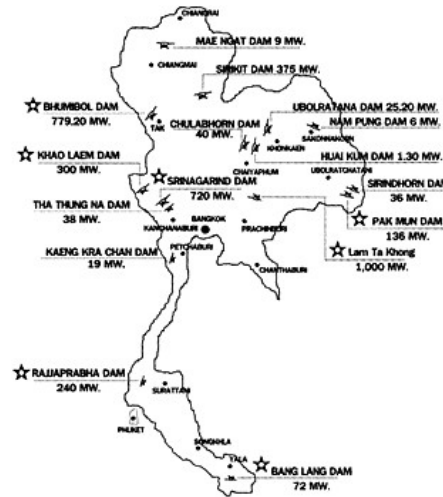 CHIANGRAI
MAE NGAT DAM 9 MW.
CHIANGMAI
SIRIKIT DAM 375 MW.
BHUMIBOL DAM
779.20 MW.
TAK
CHULABHORN DAM
40 MW.
UBOLRATANA DAM 25.20 MW.
NAM PUNG DAM 6 MW.
SAKONNAKORN
KHONKAEN
HUAI KUM DAM 1.30 MW.
KHAO LAEM DAM
300 MW.
SRINAGARIND DAM
720 MW.
CHAIYAPHUM
UBOLRATCHATANI
SIRINDHORN DAM
36 MW.
THA THUNG NA DAM
38 MW.
KANCHANABURI
BANGKOK
PRACHINBURI
PAK MUN DAM
136 MW.
KAENG KRA CHAN DAM
19 MW.
PETCHABURI
CHANTHABURI
Lam Ta Khong
1,000 MW.
RAJJAPRABHA DAM
240 MW.
SURATTANI
PHUKET
SONGKHLA
YALA
BANG LANG DAM
72 MW.